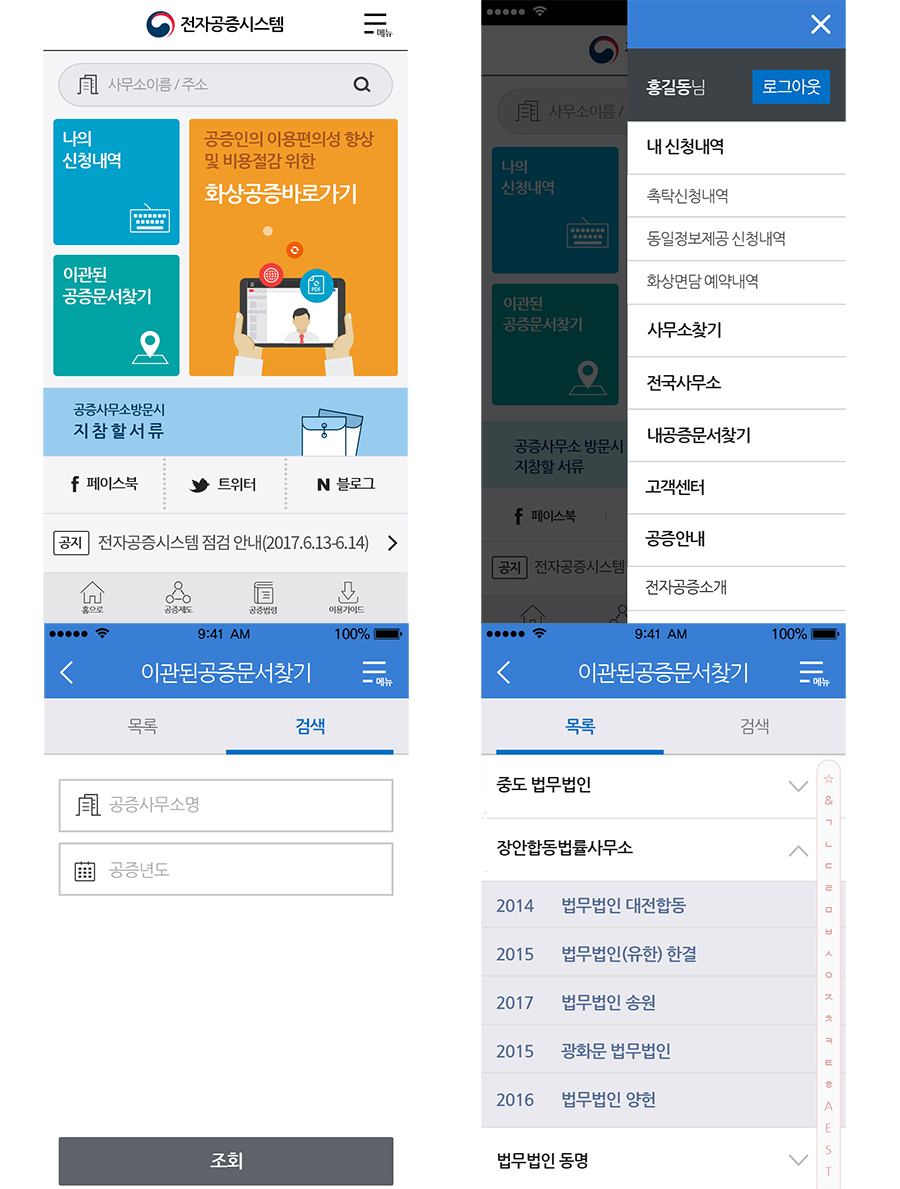 전자공증시스템
메뉴
사무소이름 / 주소
나의
신청내역
공증인의 이용편의성 향상
및 비용절감 위한
화상공증바로가기
PDF
이관된
공증문서찾기
공증사무소방문시
지참할서류
페이스북
트위터
N 블로그
공지 전자공증시스템 점검 안내(2017.6.13-6.14)
홈으로
공증제도
공증법령
이용가이드
홍길동님
로그아웃
내 신청내역
촉탁신청내역
동일정보제공 신청내역
화상면담 예약내역
사무소찾기
전국사무소
내공증문서찾기
고객센터
공증안내
전자공증소개
사무소이름 /
나의
신청내역
이관된
공증문서찾기
공증사무소 방문시
지참할 서류
페이스북
공지 전자공증시스템
9:41 AM 100%
이관된공증문서찾기
메뉴
목록 검색
공증사무소명
공증년도
조회
9:41 AM 100%
이관된공증문서찾기
메뉴
목록 검색
중도 법무법인
장안합동법률사무소
2014 법무법인 대전합동
2015 법무법인(유한) 한결
2017 법무법인 송원
2015 광화문 법무법인
2016 법무법인 양헌
법무법인 동명
☆
&
ㄱ
ㄴ
ㄷ
ㄹ
ㅁ
ㅂ
ㅅ
ㅇ
ㅈ
ㅊ
ㅋ
ㅌ
ㅎ
A
E
S
T